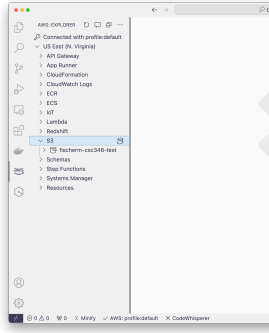 AWS: EXPLORER
Connected with profile:default
US East (N. Virginia)
API Gateway
App Runner
CloudFormation
CloudWatch Logs
ECR
ECS
IoT
Lambda
Redshift
S3
fischerm-csc346-test
Schemas
Step Functions
Systems Manager
Resources
aws
0 0 0 Minify AWS: profile:default CodeWhisperer